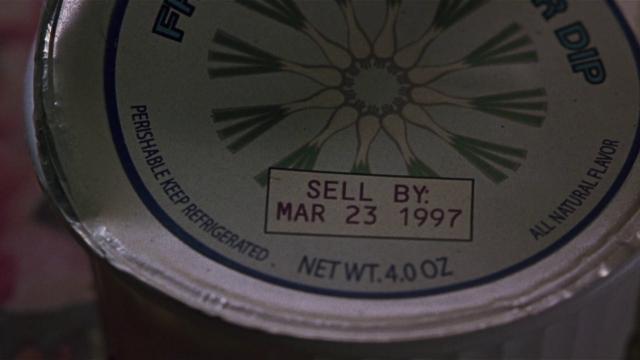 R DIP
SELL BY:
MAR 23 1997
PERISHABLE KEEP REFRIGERATED
NET WT. 4.0 OZ
ALL NATURAL FLAVOR